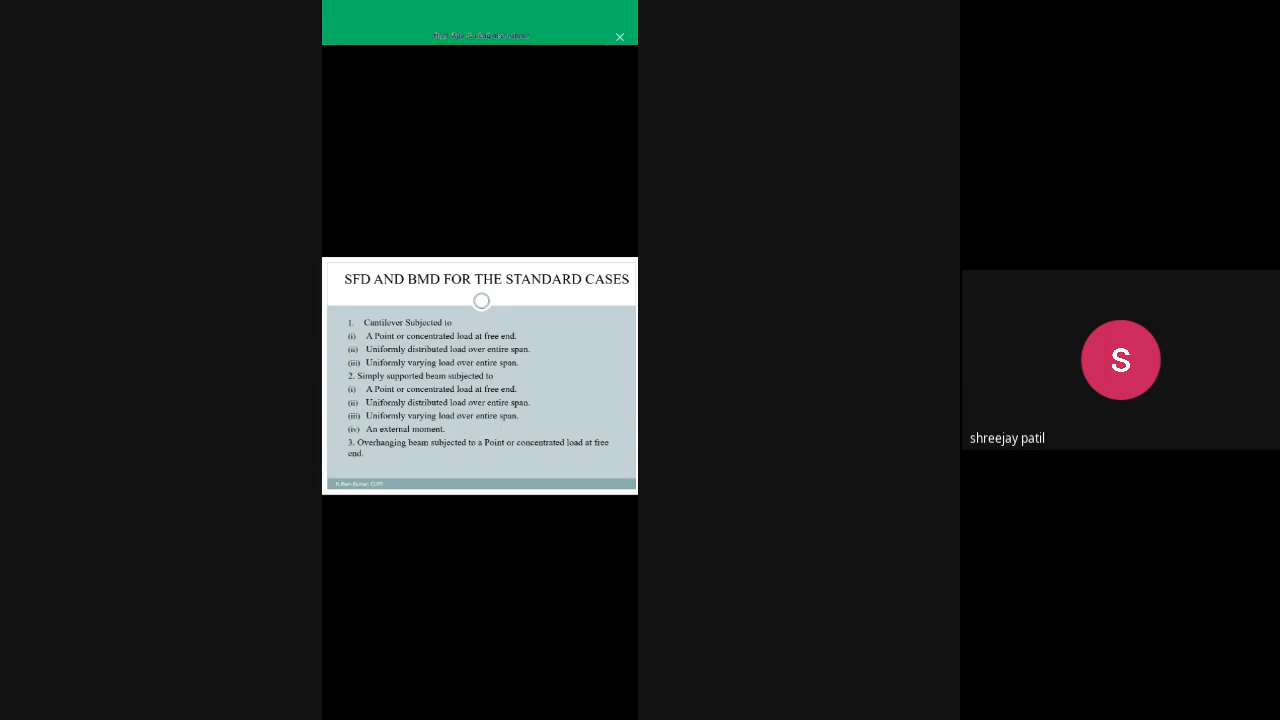 SFD AND BMD FOR THE STANDARD CASES
1. Cantilever Subjected to
(i) A Point or concentrated load at free end.
(ii) Uniformly distributed load over entire span.
(iii) Uniformly varying load over entire span.
2. Simply supported beam subjected to
(i) A Point or concentrated load at free end.
(ii) Uniformly distributed load over entire span.
(iii) Uniformly varying load over entire span.
(iv) An external moment.
3. Overhanging beam subjected to a Point or concentrated load at free
end.
S
shreejay patil